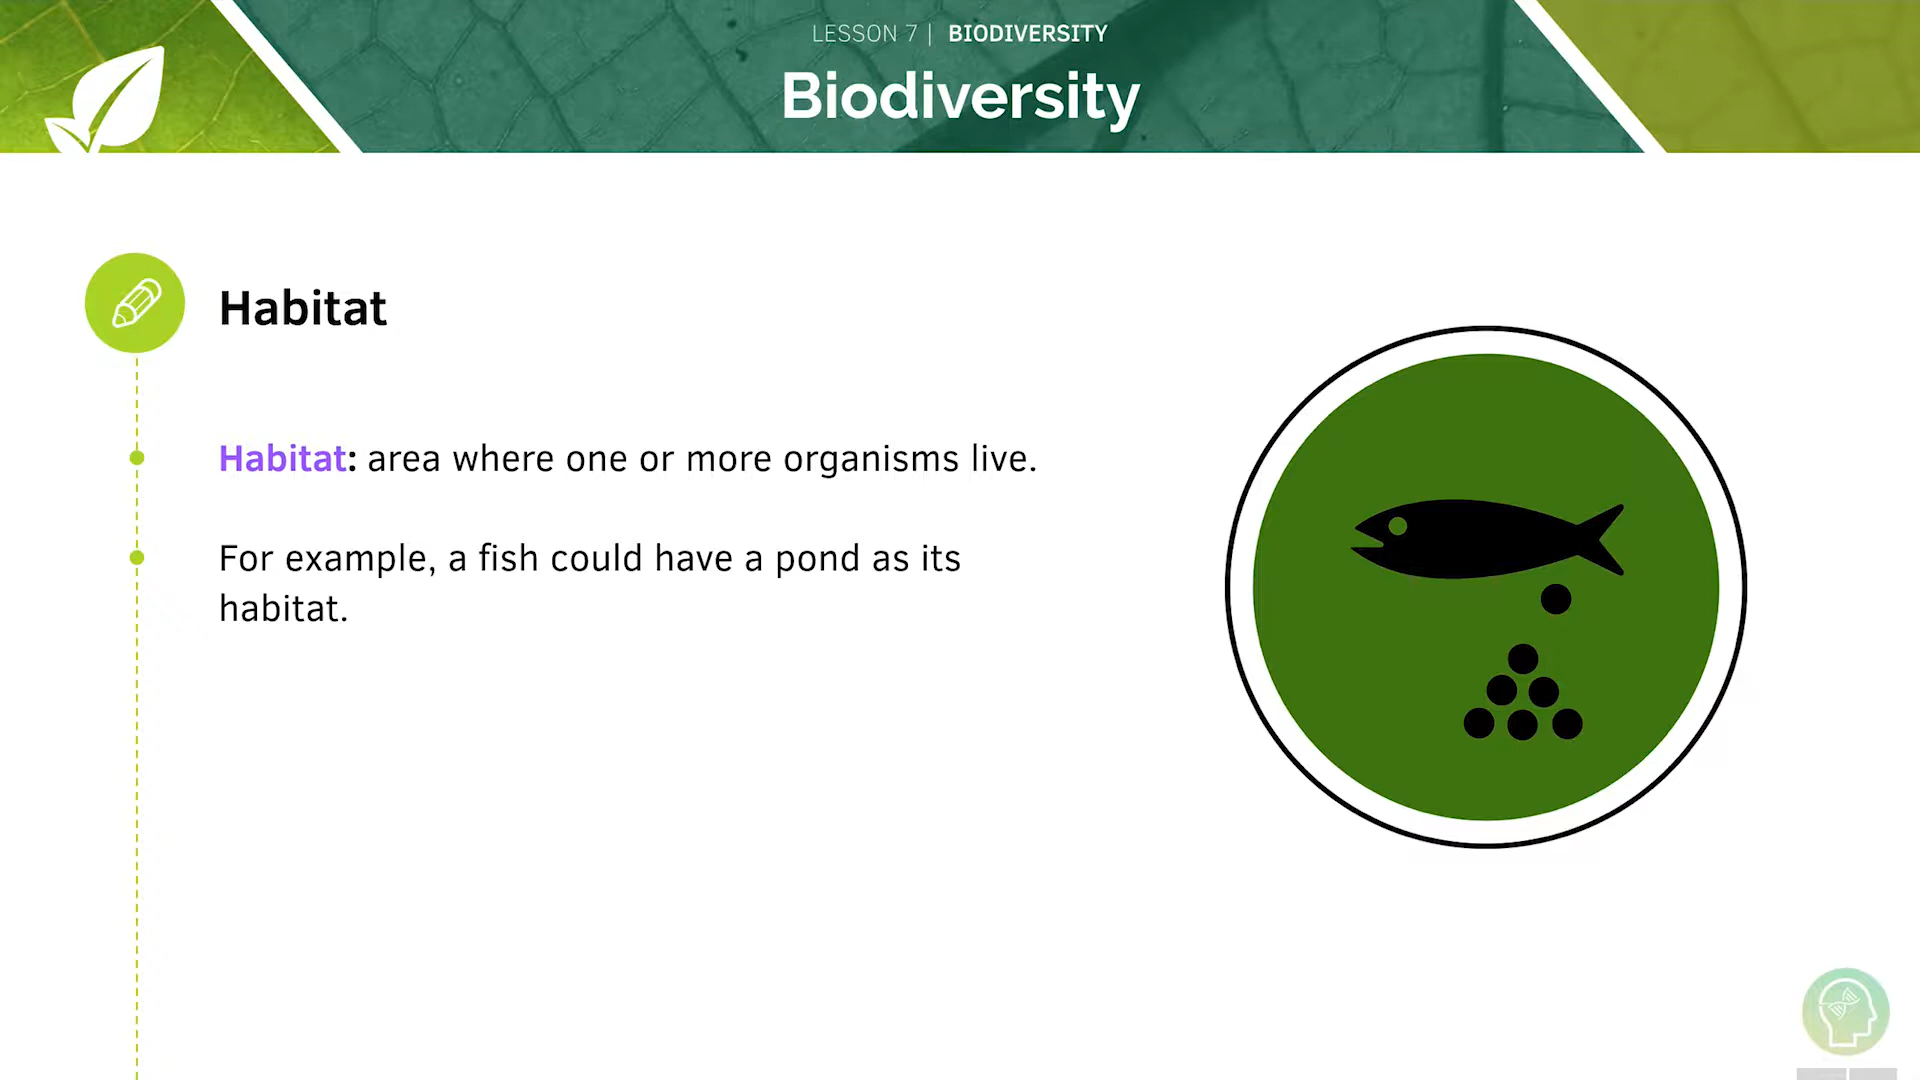 LESSON 7 | BIODIVERSITY
Biodiversity
Habitat
Habitat: area where one or more organisms live.
For example, a fish could have a pond as its
habitat.